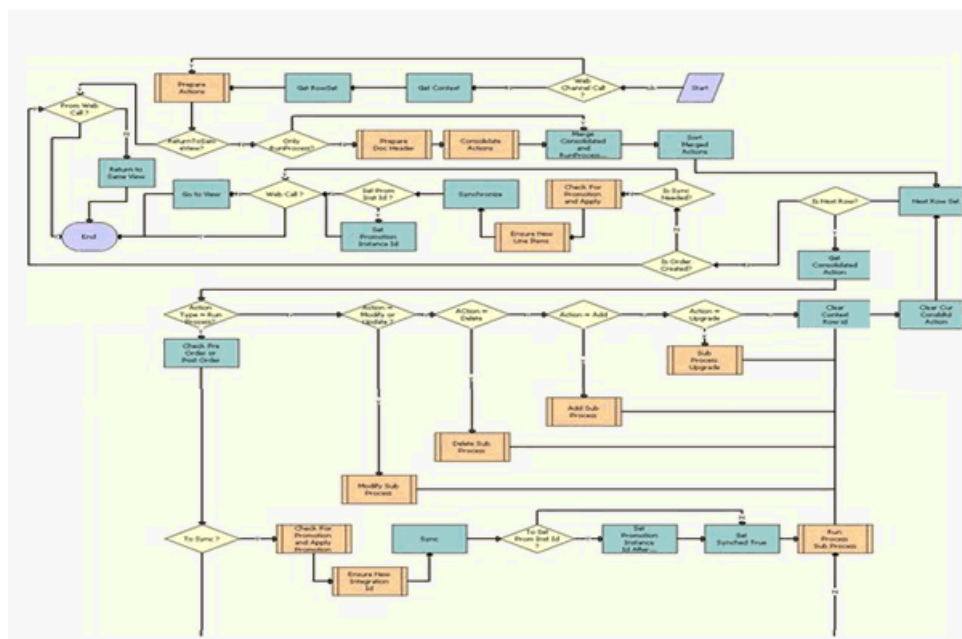 Web
Channel
Call ?
Start
Get Context
Get RowSet
Prepare
Actions
From Web
Call ?
ReturnToSam
eView?
Only
RunProcess?
Prepare
Doc Header
Consolidate
Actions
Merge
Consolidated
and
RunProcess...
Sort
Merged
Actions
Return to
Same View
Go to View
Web Call ?
Set Prom
Inst Id ?
Synchronize
Check For
Promotion
and Apply
Is Sync
Needed?
Is Next Row?
Next Row Set
End
Set
Promotion
Instance Id
Ensure New
Line Items
Is Order
Created?
Get
Consolidated
Action
Action
Type = Run
Process?
Action =
Modify or
Update ?
ACtion =
Delete
Action = Add
Action =
Upgrade
Clear
Context
Row id
Clear Cur
Action
Check Pre
Order or
Post Order
Sub
Process
Upgrade
Add Sub
Process
Delete Sub
Process
Modify Sub
Process
To Sync ?
Check For
Promotion
and Apply
Promotion
Sync
To Set
Prom Inst Id
?
Set
Promotion
Instance
Id After...
Set
Synched True
Run
Process
Sub Process
Ensure New
Integration
Id